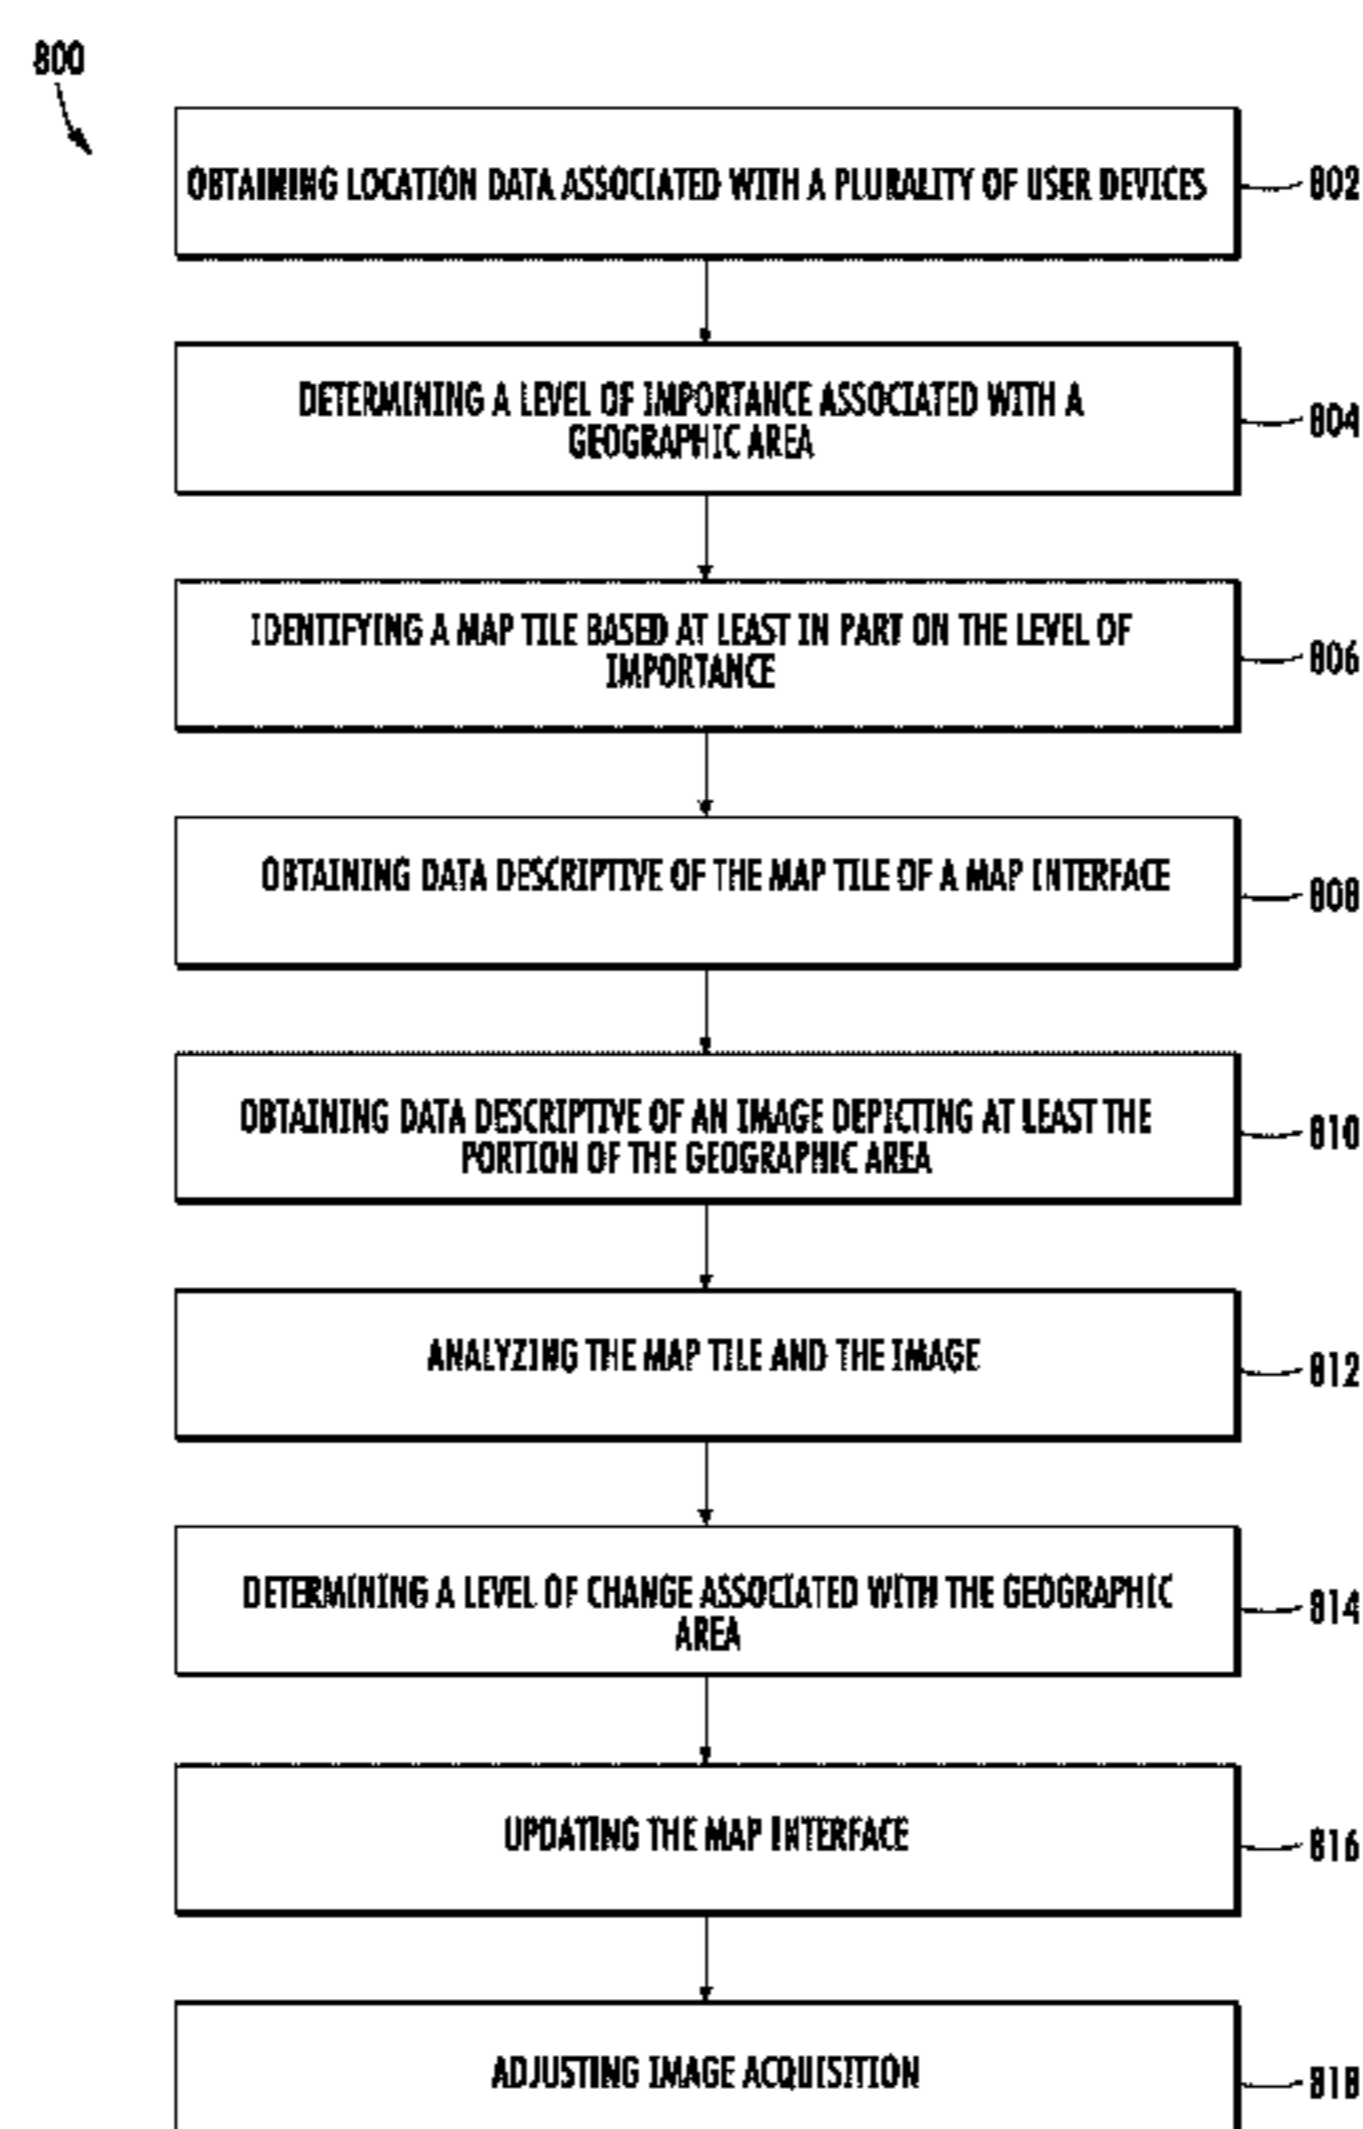 800
OBTAINING LOCATION DATA ASSOCIATED WITH A PLURALITY OF USER DEVICES
802
DETERMINING A LEVEL OF IMPORTANCE ASSOCIATED WITH A
GEOGRAPHIC AREA
804
IDENTIFYING A MAP TILE BASED AT LEAST IN PART ON THE LEVEL OF
IMPORTANCE
806
OBTAINING DATA DESCRIPTIVE OF THE MAP TILE OF A MAP INTERFACE
808
OBTAINING DATA DESCRIPTIVE OF AN IMAGE DEPICTING AT LEAST THE
PORTION OF THE GEOGRAPHIC AREA
810
ANALYZING THE MAP TILE AND THE IMAGE
812
DETERMINING A LEVEL OF CHANGE ASSOCIATED WITH THE GEOGRAPHIC
AREA
814
UPDATING THE MAP INTERFACE
816
ADJUSTING IMAGE ACQUISITION
818